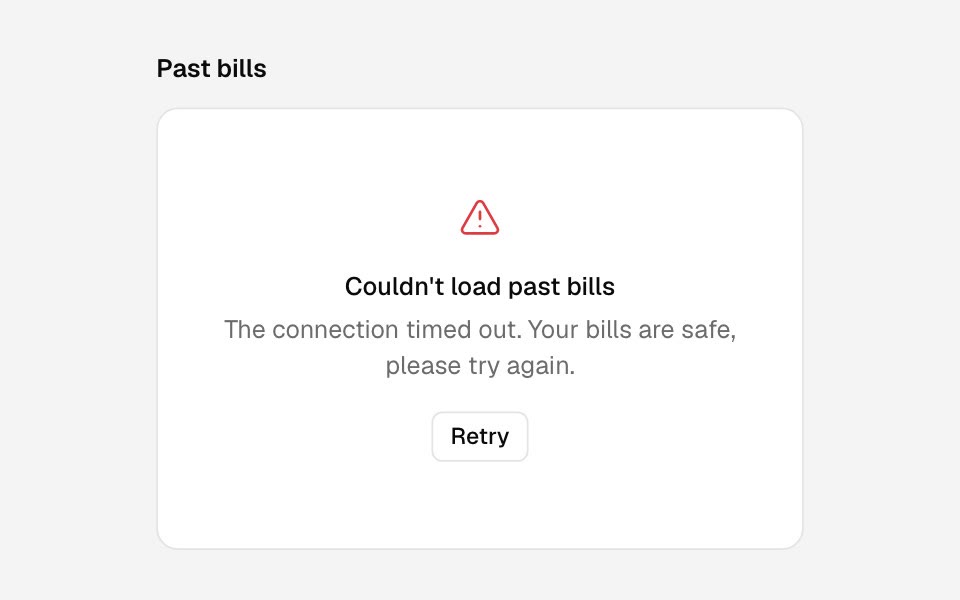 Past bills
Couldn't load past bills
The connection timed out. Your bills are safe,
please try again.
Retry